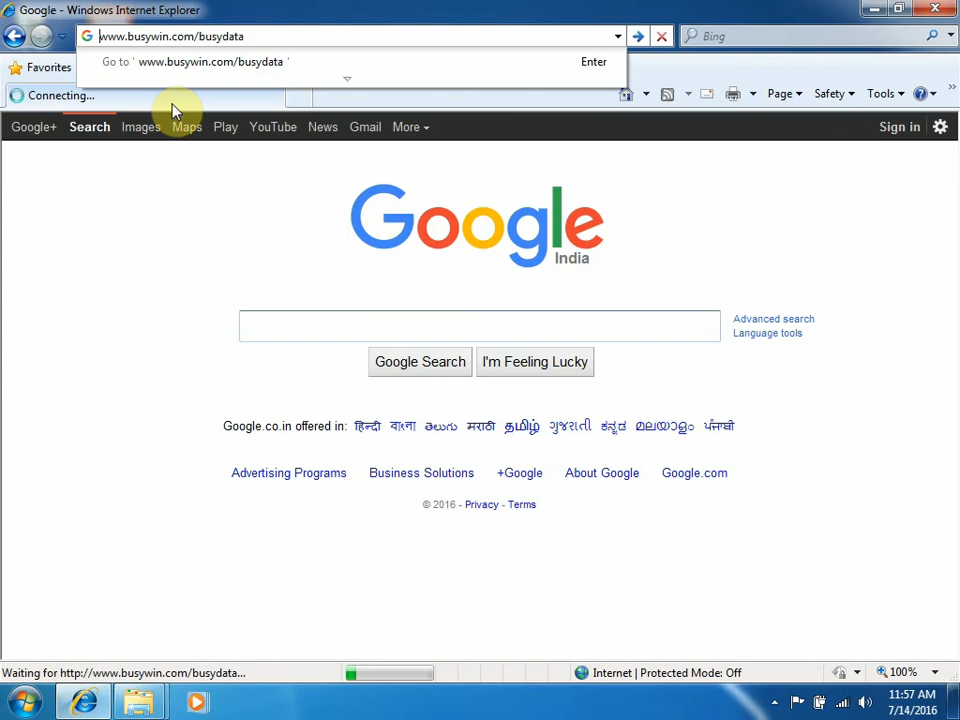 Google - Windows Internet Explorer
www.busywin.com/busydata
Bing
Go to ' www.busywin.com/busydata ' Enter
Favorites
Connecting...
Page Safety Tools
Google+ Search Images Maps Play YouTube News Gmail More Sign in
Google
India
Advanced search
Language tools
Google Search I'm Feeling Lucky
Google.co.in offered in: हिन्दी বাংলা తెలుగు मराठी தமிழ் ગુજરાતી ಕನ್ನಡ മലയാളം ਪੰਜਾਬੀ
Advertising Programs Business Solutions +Google About Google Google.com
© 2016 - Privacy - Terms
Waiting for http://www.busywin.com/busydata... Internet | Protected Mode: Off 100%
11:57 AM
7/14/2016